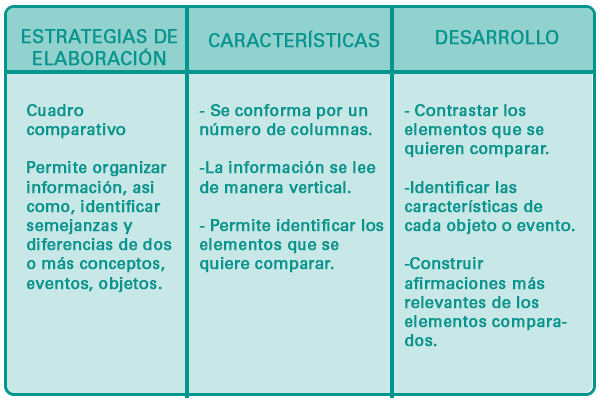 ESTRATEGIAS DE
ELABORACIÓN
CARACTERÍSTICAS
DESARROLLO
Cuadro
comparativo
Permite organizar
información, asi
como, identificar
semejanzas y
diferencias de dos
o más conceptos,
eventos, objetos.
- Se conforma por un
número de columnas.
-La información se lee
de manera vertical.
- Permite identificar los
elementos que se
quiere comparar.
- Contrastar los
elementos que se
quieren comparar.
-Identificar las
características de
cada objeto o evento.
-Construir
afirmaciones más
relevantes de los
elementos compara-
dos.